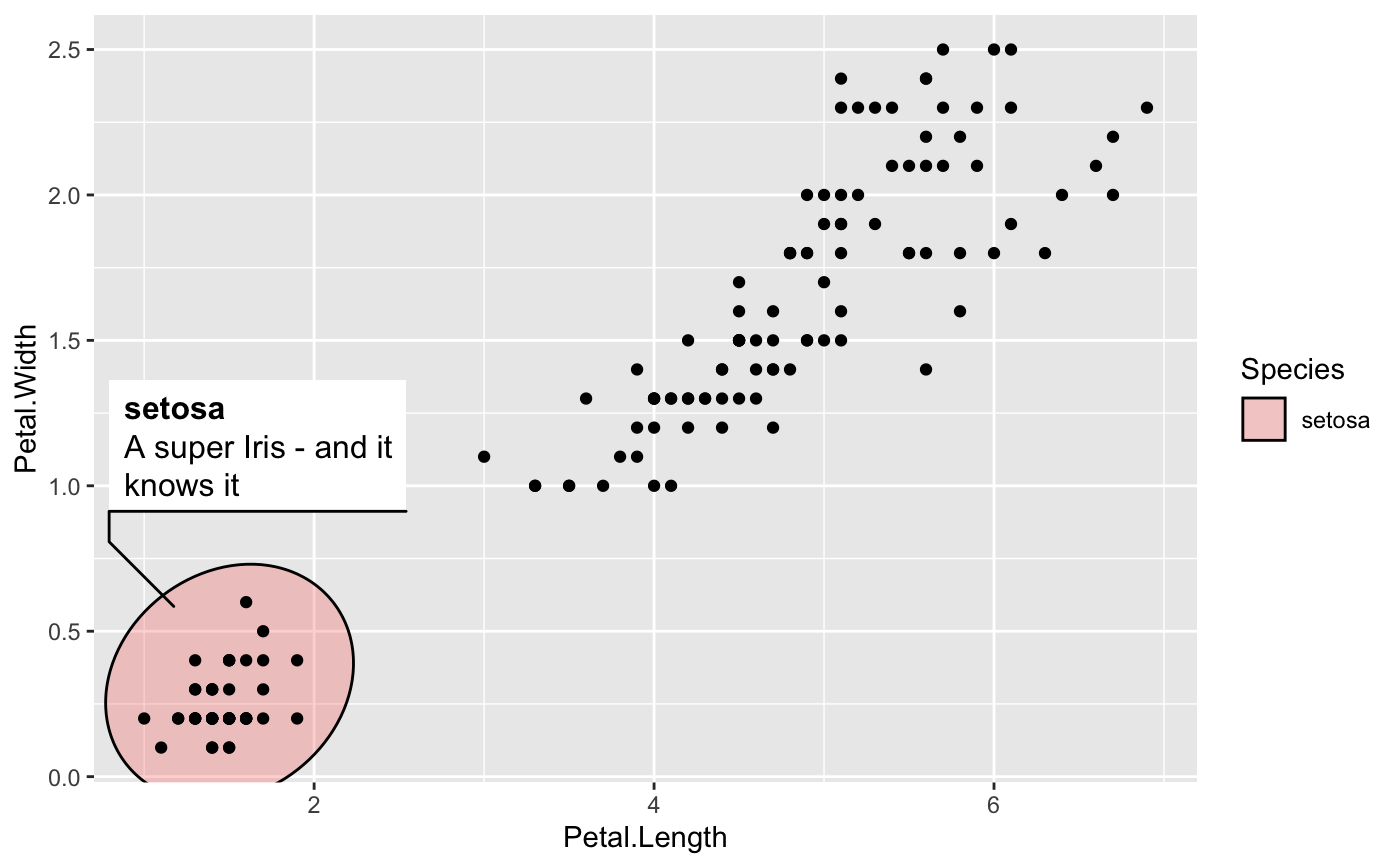 2.5
2.0
1.5
1.0
0.5
0.0
Petal.Width
setosa
A super Iris - and it
knows it
2
4
6
Petal.Length
Species
setosa